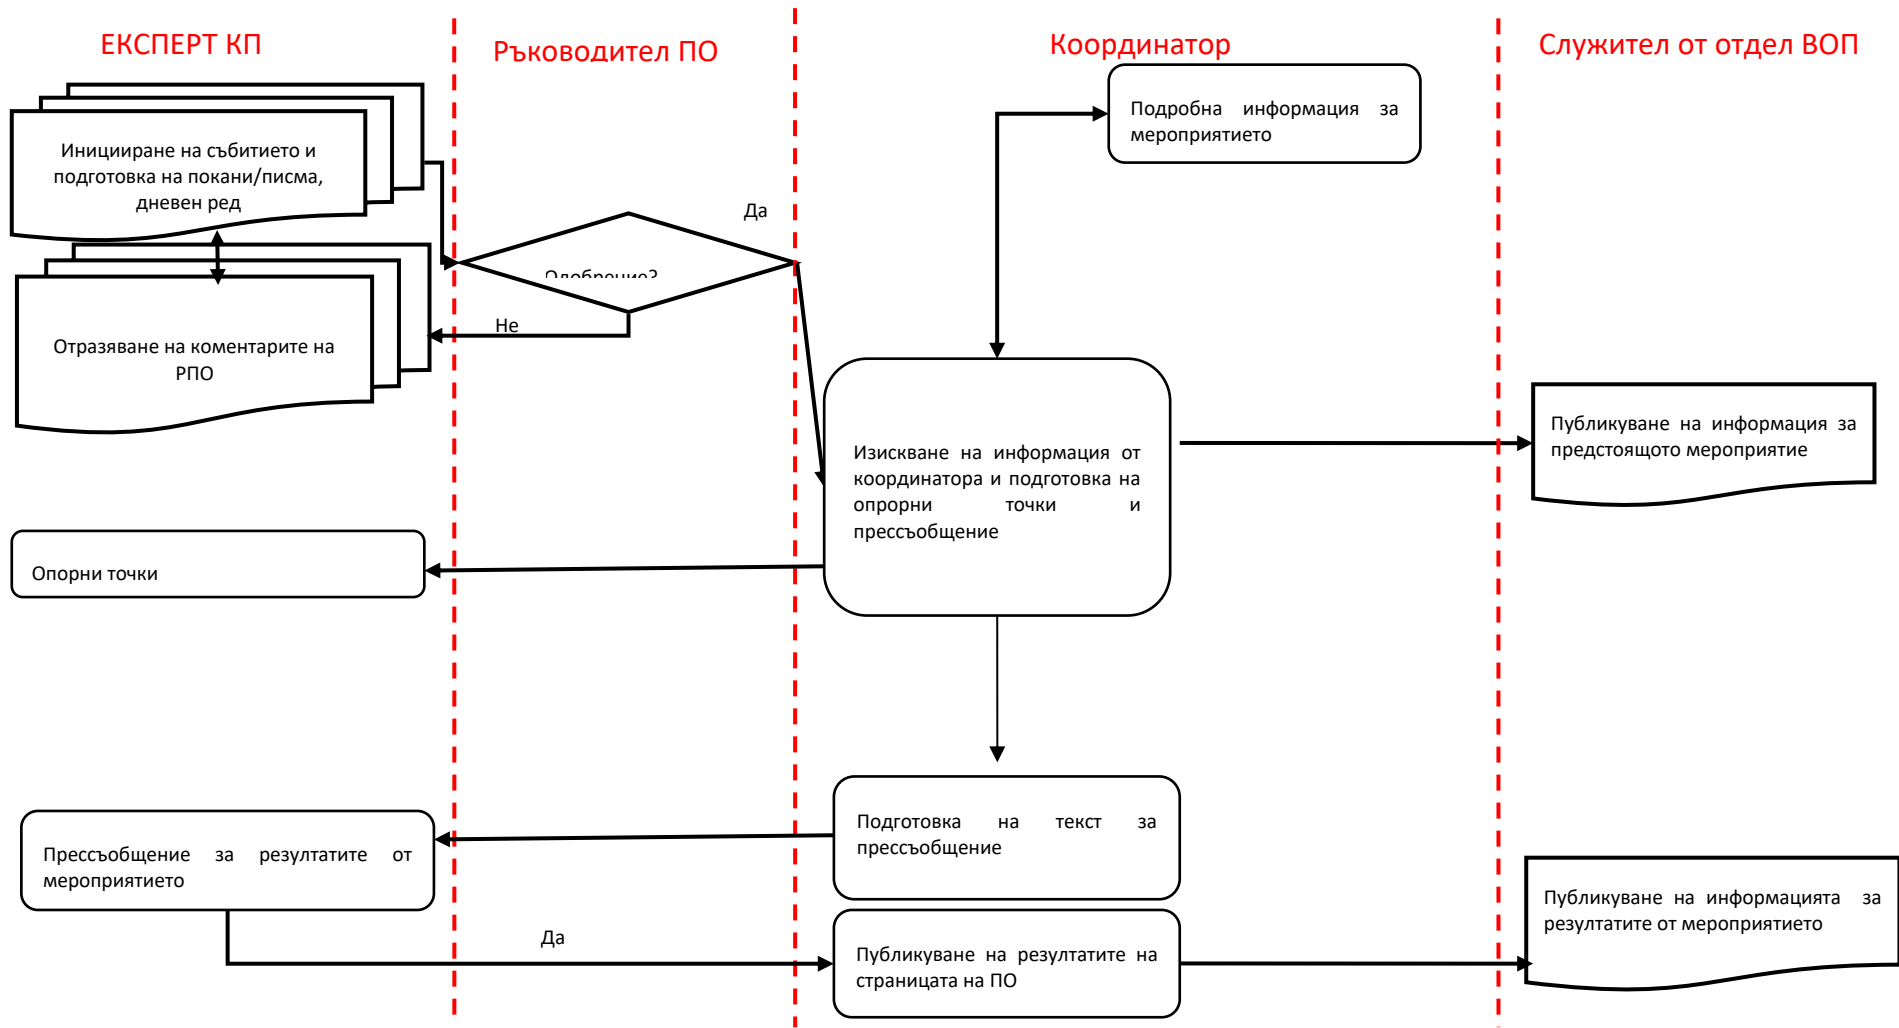 ЕКСПЕРТ КП
Ръководител ПО
Координатор
Служител от отдел ВОП
Подробна информация за
мероприятието
Иницииране на събитието и
подготовка на покани/писма,
дневен ред
Да
Одобрение?
Не
Отразяване на коментарите на
РПО
Изискване на информация от
координатора и подготовка на
опрорни точки и
прессъобщение
Публикуване на информация за
предстоящото мероприятие
Опорни точки
Подготовка на текст за
прессъобщение
Прессъобщение за резултатите от
мероприятието
Да
Публикуване на резултатите на
страницата на ПО
Публикуване на информацията за
резултатите от мероприятието